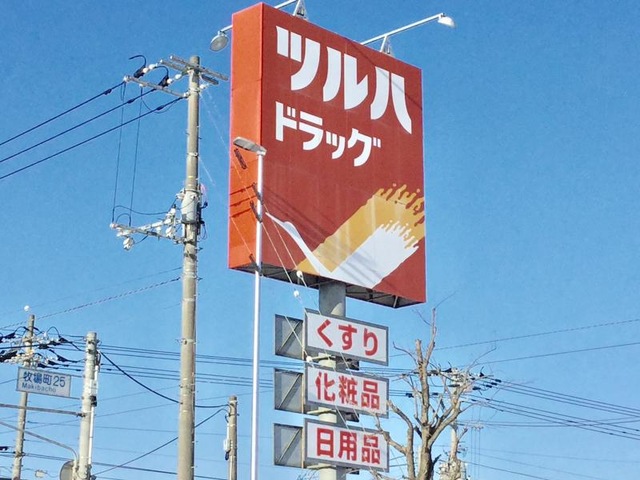 ツルハ
ドラッグ
くすり
化粧品
日用品
牧場町25
Makibacho